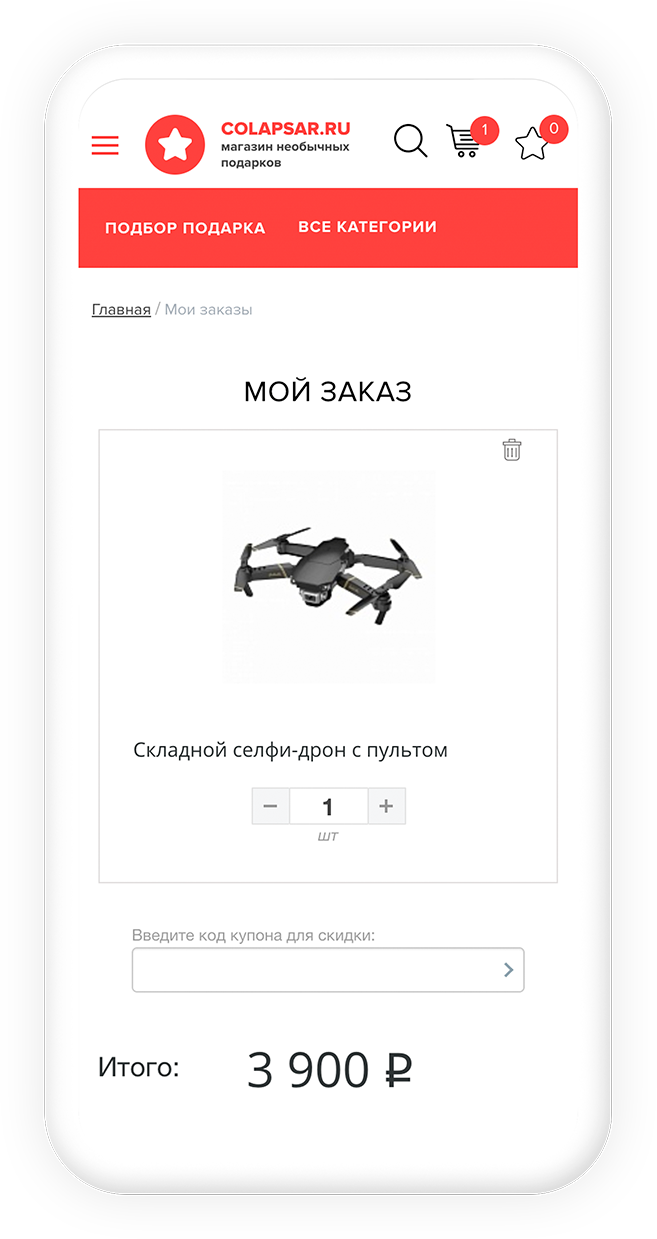 COLAPSAR.RU
магазин необычных
подарков
1
0
ПОДБОР ПОДАРКА
ВСЕ КАТЕГОРИИ
Главная / Мои заказы
МОЙ ЗАКАЗ
Складной селфи-дрон с пультом
− 1 +
шт
Введите код купона для скидки:
Итого: 3 900 ₽